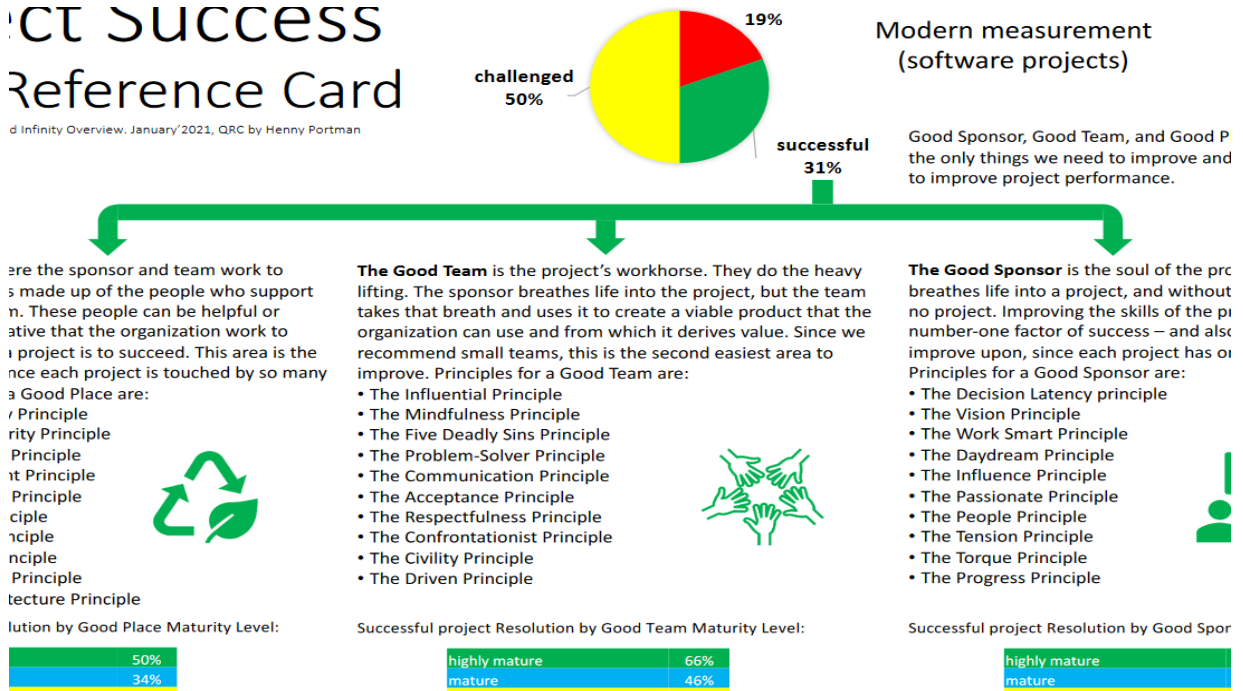 ect Success
Reference Card
d Infinity Overview. January'2021, QRC by Henny Portman
19%
challenged
50%
successful
31%
Modern measurement
(software projects)
Good Sponsor, Good Team, and Good P
the only things we need to improve and
to improve project performance.
ere the sponsor and team work to
s made up of the people who support
m. These people can be helpful or
ative that the organization work to
a project is to succeed. This area is the
nce each project is touched by so many
a Good Place are:
y Principle
rity Principle
Principle
nt Principle
Principle
ciple
nciple
nciple
Principle
tecture Principle
lution by Good Place Maturity Level:
50%
34%
The Good Team is the project's workhorse. They do the heavy
lifting. The sponsor breathes life into the project, but the team
takes that breath and uses it to create a viable product that the
organization can use and from which it derives value. Since we
recommend small teams, this is the second easiest area to
improve. Principles for a Good Team are:
• The Influential Principle
• The Mindfulness Principle
• The Five Deadly Sins Principle
• The Problem-Solver Principle
• The Communication Principle
• The Acceptance Principle
• The Respectfulness Principle
• The Confrontationist Principle
• The Civility Principle
• The Driven Principle
Successful project Resolution by Good Team Maturity Level:
highly mature 66%
mature 46%
The Good Sponsor is the soul of the pro
breathes life into a project, and without
no project. Improving the skills of the pr
number-one factor of success – and also
improve upon, since each project has or
Principles for a Good Sponsor are:
• The Decision Latency principle
• The Vision Principle
• The Work Smart Principle
• The Daydream Principle
• The Influence Principle
• The Passionate Principle
• The People Principle
• The Tension Principle
• The Torque Principle
• The Progress Principle
Successful project Resolution by Good Spor
highly mature
mature